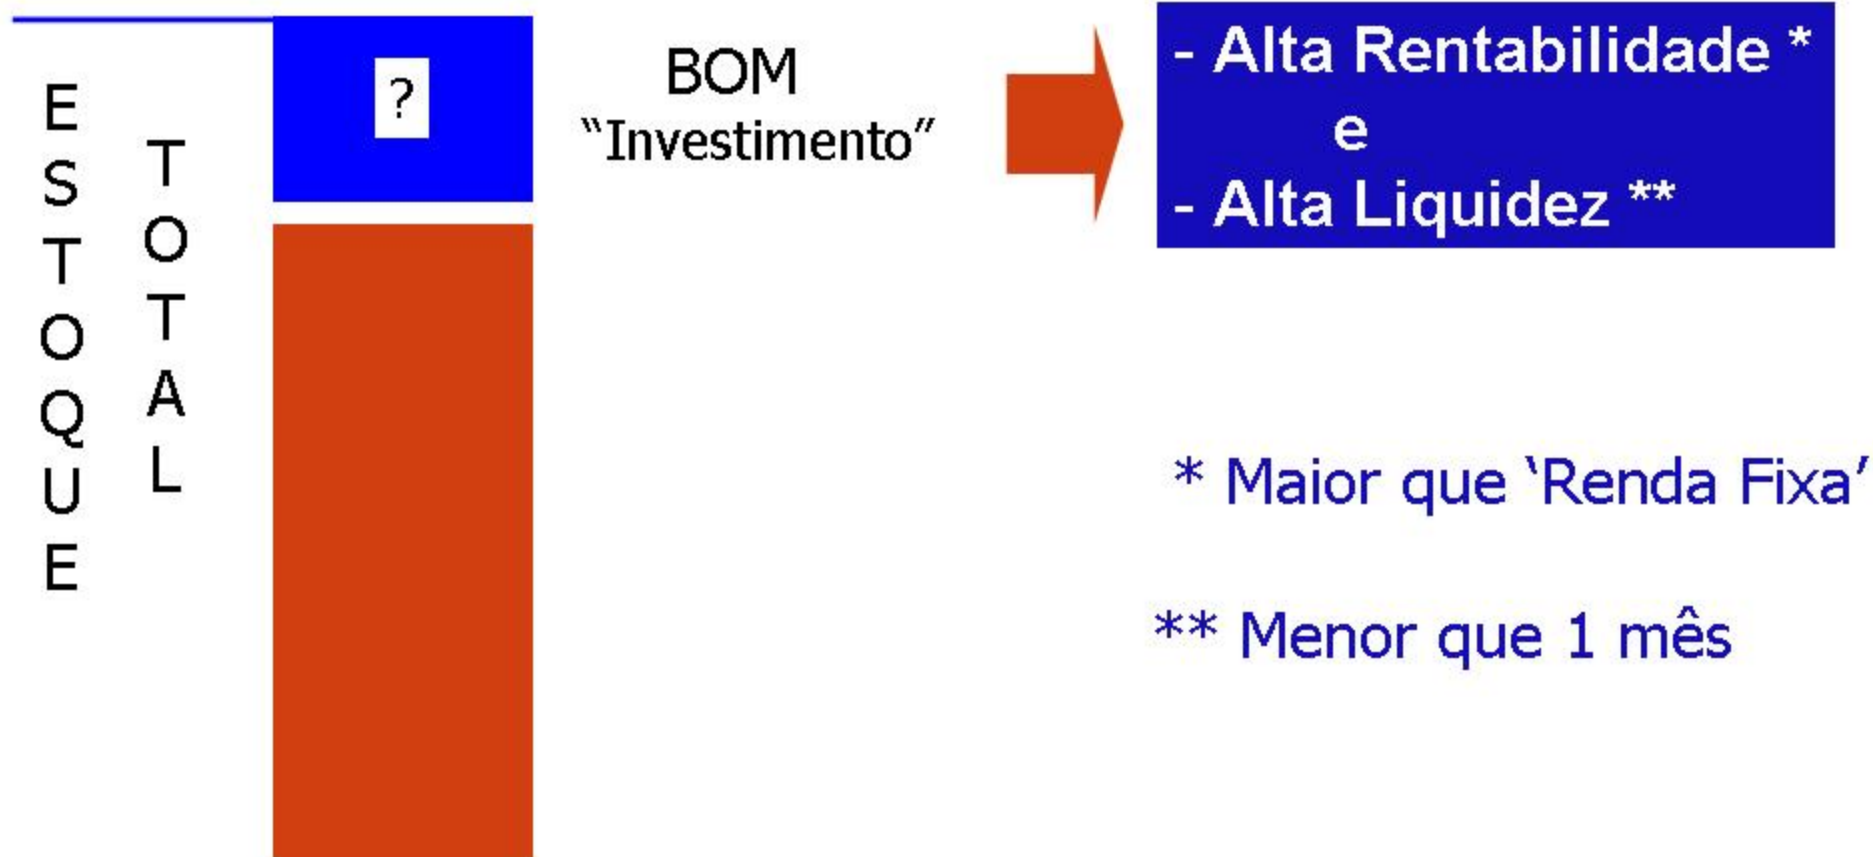 ESTOQUE
TOTAL
?
BOM
“Investimento”
- Alta Rentabilidade *
e
- Alta Liquidez **
* Maior que ‘Renda Fixa’
** Menor que 1 mês